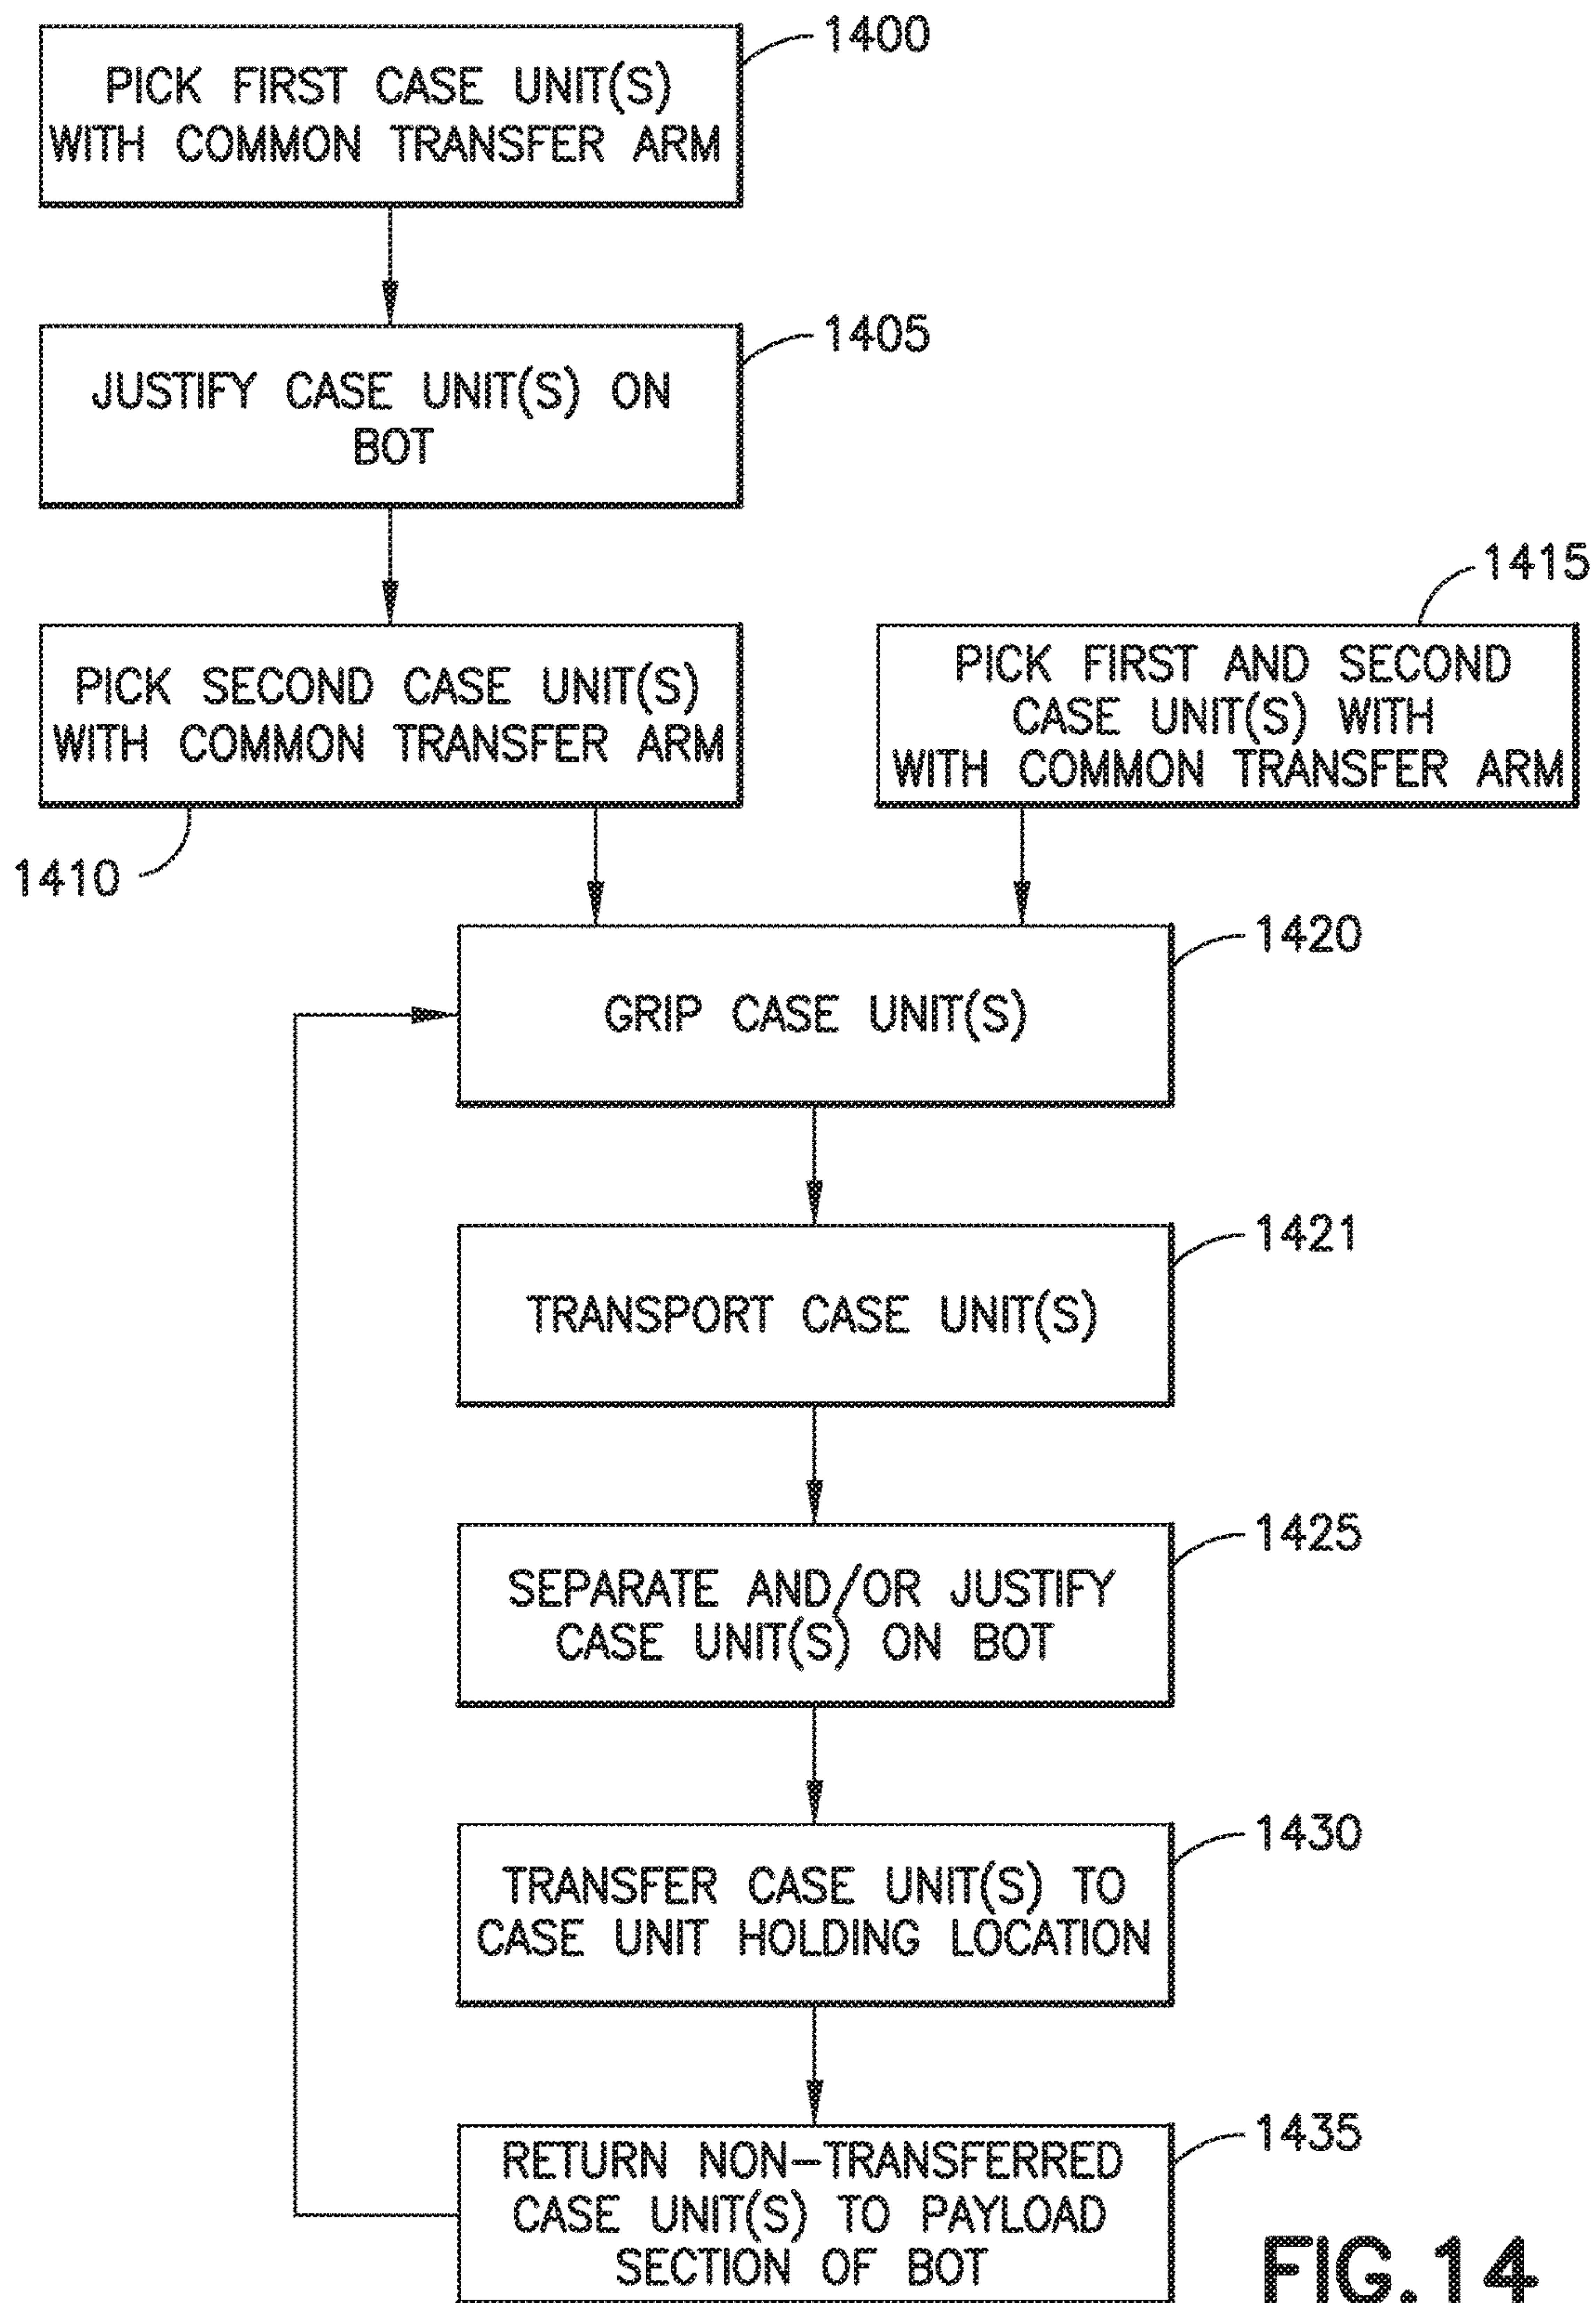 1400
PICK FIRST CASE UNIT(S)
WITH COMMON TRANSFER ARM
1405
JUSTIFY CASE UNIT(S) ON
BOT
1415
PICK SECOND CASE UNIT(S)
WITH COMMON TRANSFER ARM
1410
PICK FIRST AND SECOND
CASE UNIT(S) WITH
WITH COMMON TRANSFER ARM
1420
GRIP CASE UNIT(S)
1421
TRANSPORT CASE UNIT(S)
1425
SEPARATE AND/OR JUSTIFY
CASE UNIT(S) ON BOT
1430
TRANSFER CASE UNIT(S) TO
CASE UNIT HOLDING LOCATION
1435
RETURN NON-TRANSFERRED
CASE UNIT(S) TO PAYLOAD
SECTION OF BOT
FIG.14